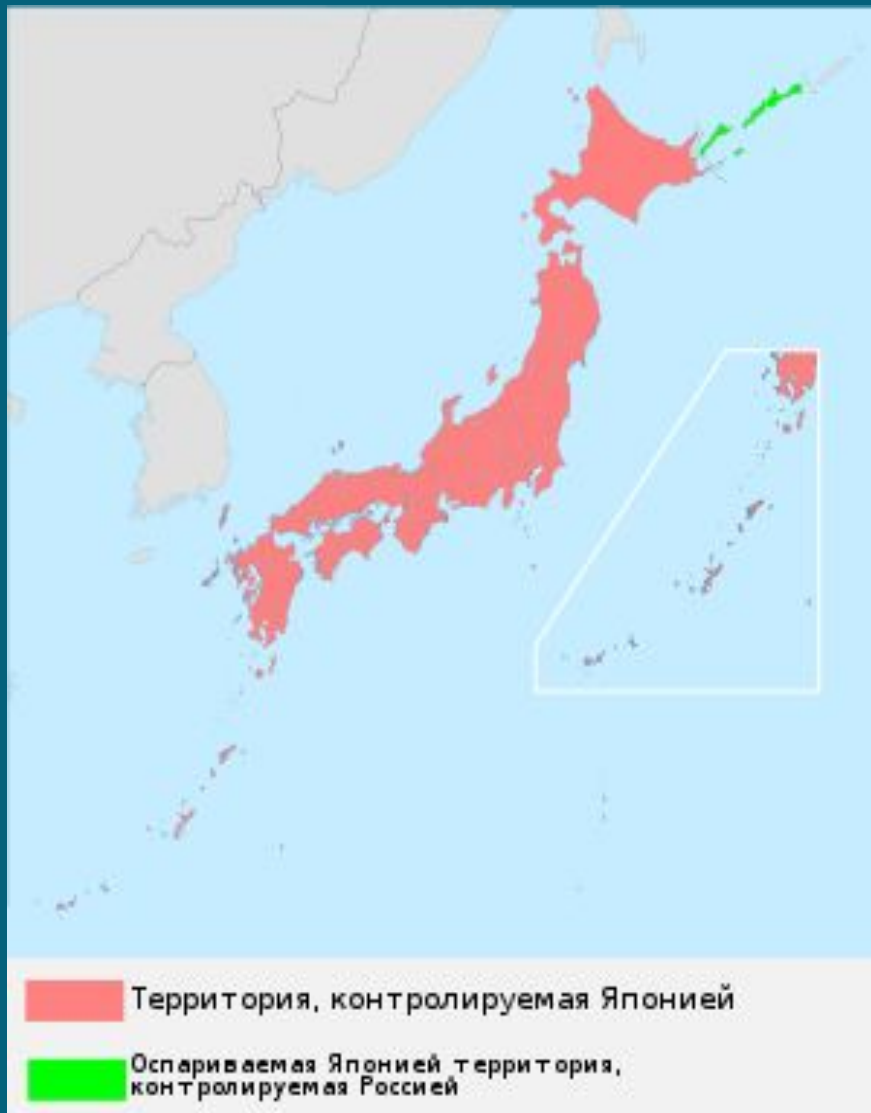 Территория, контролируемая Японией
Оспариваемая Японией территория,
контролируемая Россией